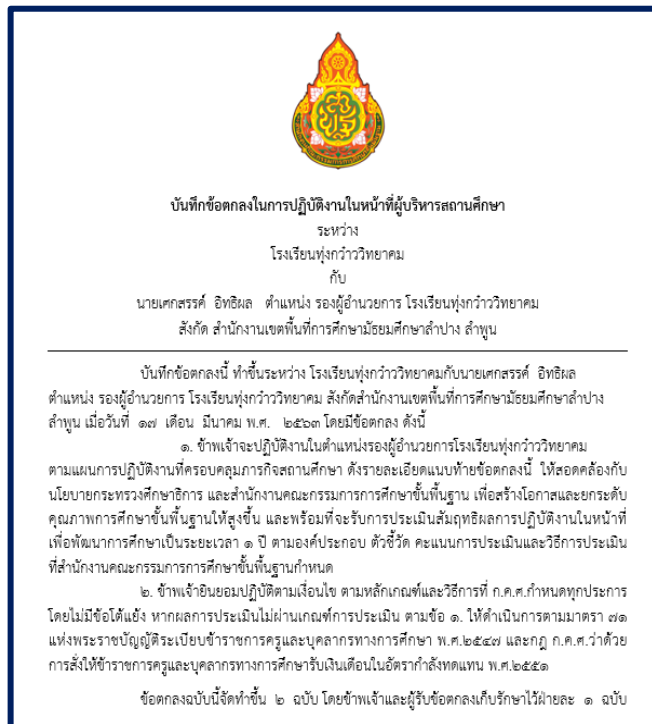 บันทึกข้อตกลงในการปฏิบัติงานในหน้าที่ผู้บริหารสถานศึกษา
ระหว่าง
โรงเรียนทุ่งกว๋าววิทยาคม
กับ
นายเศกสรรค์ อิทธิผล ตำแหน่ง รองผู้อำนวยการ โรงเรียนทุ่งกว๋าววิทยาคม
สังกัด สำนักงานเขตพื้นที่การศึกษามัธยมศึกษาลำปาง ลำพูน
บันทึกข้อตกลงนี้ ทำขึ้นระหว่าง โรงเรียนทุ่งกว๋าววิทยาคมกับนายเศกสรรค์ อิทธิผล
ตำแหน่ง รองผู้อำนวยการ โรงเรียนทุ่งกว๋าววิทยาคม สังกัดสำนักงานเขตพื้นที่การศึกษามัธยมศึกษาลำปาง
ลำพูน เมื่อวันที่ ๑๗ เดือน มีนาคม พ.ศ. ๒๕๖๓ โดยมีข้อตกลง ดังนี้
๑. ข้าพเจ้าจะปฏิบัติงานในตำแหน่งรองผู้อำนวยการโรงเรียนทุ่งกว๋าววิทยาคม
ตามแผนการปฏิบัติงานที่ครอบคลุมภารกิจสถานศึกษา ดังรายละเอียดแนบท้ายข้อตกลงนี้ ให้สอดคล้องกับ
นโยบายกระทรวงศึกษาธิการ และสำนักงานคณะกรรมการการศึกษาขั้นพื้นฐาน เพื่อสร้างโอกาสและยกระดับ
คุณภาพการศึกษาขั้นพื้นฐานให้สูงขึ้น และพร้อมที่จะรับการประเมินสัมฤทธิผลการปฏิบัติงานในหน้าที่
เพื่อพัฒนาการศึกษาเป็นระยะเวลา ๑ ปี ตามองค์ประกอบ ตัวชี้วัด คะแนนการประเมินและวิธีการประเมิน
ที่สำนักงานคณะกรรมการการศึกษาขั้นพื้นฐานกำหนด
๒. ข้าพเจ้ายินยอมปฏิบัติตามเงื่อนไข ตามหลักเกณฑ์และวิธีการที่ ก.ค.ศ.กำหนดทุกประการ
โดยไม่มีข้อโต้แย้ง หากผลการประเมินไม่ผ่านเกณฑ์การประเมิน ตามข้อ ๑. ให้ดำเนินการตามมาตรา ๗๑
แห่งพระราชบัญญัติระเบียบข้าราชการครูและบุคลากรทางการศึกษา พ.ศ.๒๕๔๗ และกฎ ก.ค.ศ.ว่าด้วย
การสั่งให้ข้าราชการครูและบุคลากรทางการศึกษารับเงินเดือนในอัตรากำลังทดแทน พ.ศ.๒๕๕๑
ข้อตกลงฉบับนี้จัดทำขึ้น ๒ ฉบับ โดยข้าพเจ้าและผู้รับข้อตกลงเก็บรักษาไว้ฝ่ายละ ๑ ฉบับ